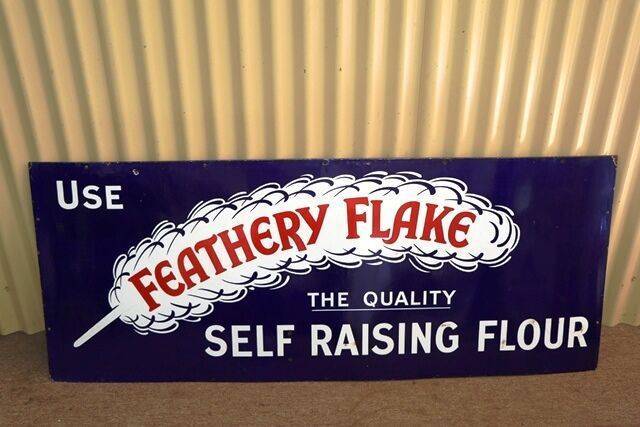 USE
FEATHERY FLAKE
THE QUALITY
SELF RAISING FLOUR